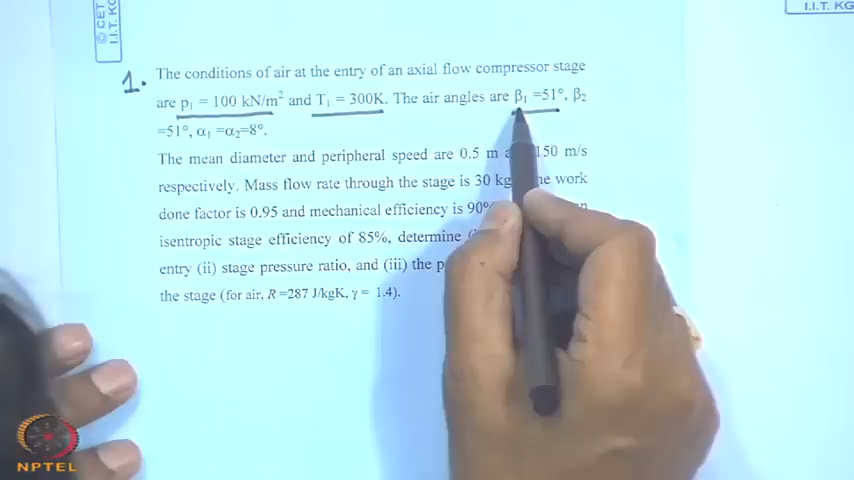 © CET
I.I.T. KG
I.I.T. KG
1. The conditions of air at the entry of an axial flow compressor stage
are p₁ = 100 kN/m² and T₁ = 300K. The air angles are β₁ =51°, β₂
=51°, α₁ =α₂=8°.
The mean diameter and peripheral speed are 0.5 m 150 m/s
respectively. Mass flow rate through the stage is 30 work
done factor is 0.95 and mechanical efficiency is 90%
isentropic stage efficiency of 85%, determine
entry (ii) stage pressure ratio, and (iii) the
the stage (for air, R =287 J/kgK, γ = 1.4).
NPTEL